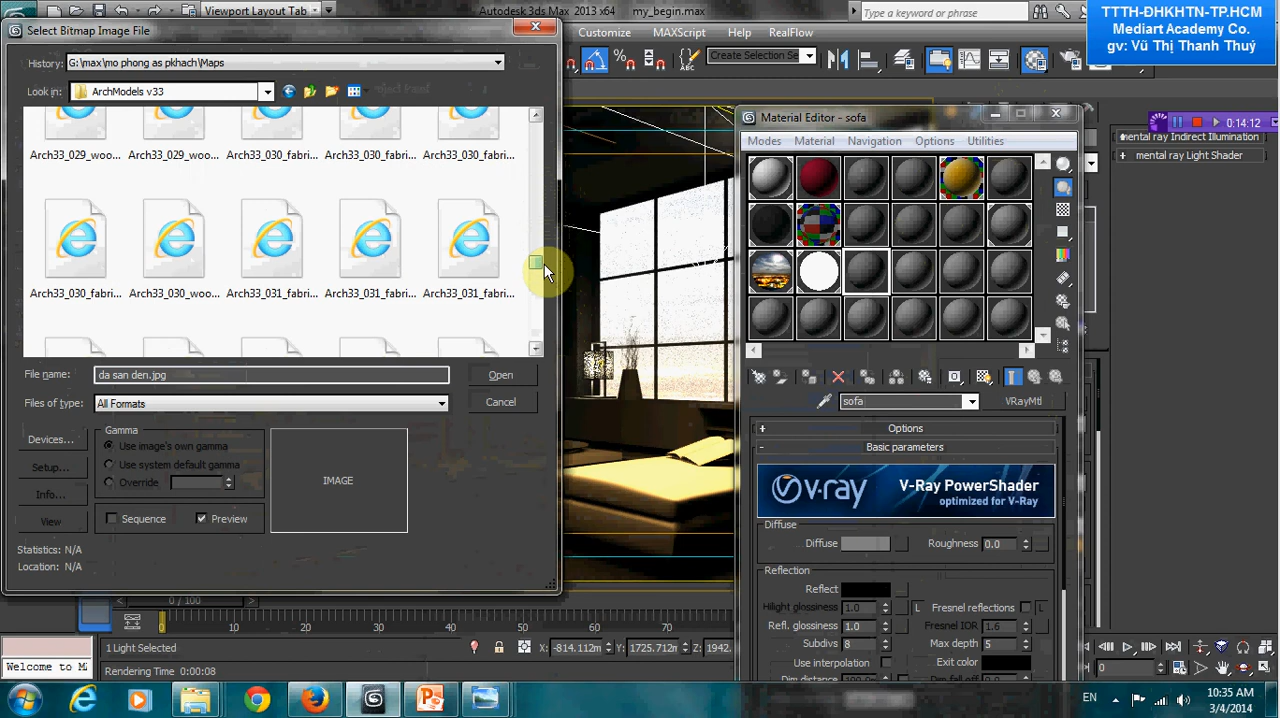 Viewport Layout Tab
Autodesk 3ds Max 2013 x64
my_begin.max
Type a keyword or phrase
TTTH-ĐHKHTN-TP.HCM
Mediart Academy Co.
gv: Vũ Thị Thanh Thuý
Select Bitmap Image File
Customize
MAXScript
Help
RealFlow
History:
G:\max\mo phong as pkhach\Maps
Create Selection Se
Look in:
ArchModels v33
Material Editor - sofa
0:14:12
mental ray Indirect Illumination
Modes
Material
Navigation
Options
Utilities
+ mental ray Light Shader
Arch33_029_woo...
Arch33_029_woo...
Arch33_030_fabri...
Arch33_030_fabri...
Arch33_030_fabri...
Arch33_030_fabri...
Arch33_030_woo...
Arch33_031_fabri...
Arch33_031_fabri...
Arch33_031_fabri...
File name:
da san den.jpg
Open
Files of type:
All Formats
Cancel
sofa
VRayMtl
+ Options
- Basic parameters
Devices...
Setup...
Info...
View
Gamma
Use image's own gamma
Use system default gamma
Override
Sequence
Preview
IMAGE
Statistics: N/A
Location: N/A
v·ray
V-Ray PowerShader
optimized for V-Ray
Diffuse
Diffuse
Roughness
0.0
Reflection
Reflect
Hilight glossiness
1.0
L
Fresnel reflections
L
Refl. glossiness
1.0
Fresnel IOR
1.6
Subdivs
8
Max depth
5
Use interpolation
Exit color
Dim distance
Dim fall off
0 / 100
0
10
20
30
40
50
60
70
1 Light Selected
X: -814.112m
Y: 1725.712m
Z: 1942.
Welcome to M
Rendering Time 0:00:08
0
EN
10:35 AM
3/4/2014